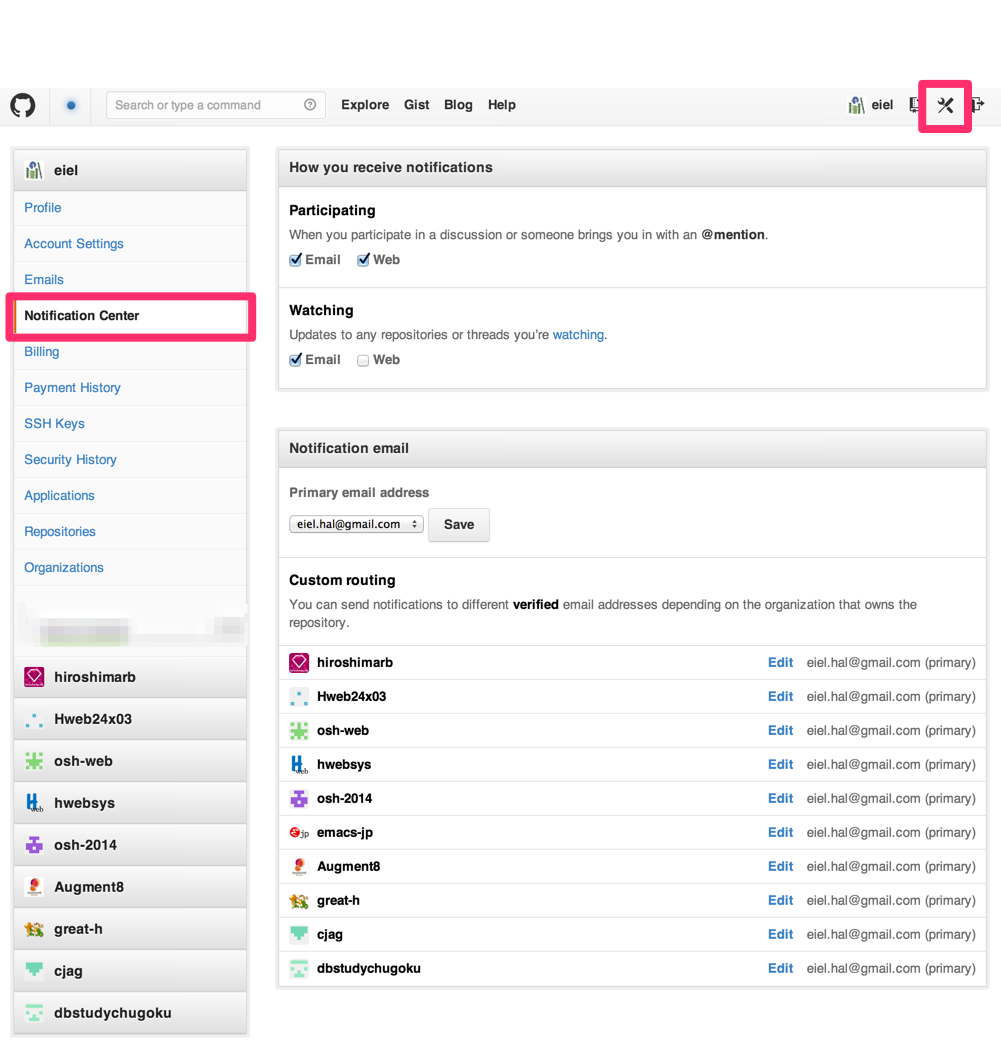 Search or type a command
Explore Gist Blog Help
eiel
eiel
Profile
Account Settings
Emails
Notification Center
Billing
Payment History
SSH Keys
Security History
Applications
Repositories
Organizations
hiroshimarb
Hweb24x03
osh-web
hwebsys
osh-2014
Augment8
great-h
cjag
dbstudychugoku
How you receive notifications
Participating
When you participate in a discussion or someone brings you in with an @mention.
Email Web
Watching
Updates to any repositories or threads you're watching.
Email Web
Notification email
Primary email address
eiel.hal@gmail.com Save
Custom routing
You can send notifications to different verified email addresses depending on the organization that owns the
repository.
hiroshimarb Edit eiel.hal@gmail.com (primary)
Hweb24x03 Edit eiel.hal@gmail.com (primary)
osh-web Edit eiel.hal@gmail.com (primary)
hwebsys Edit eiel.hal@gmail.com (primary)
osh-2014 Edit eiel.hal@gmail.com (primary)
emacs-jp Edit eiel.hal@gmail.com (primary)
Augment8 Edit eiel.hal@gmail.com (primary)
great-h Edit eiel.hal@gmail.com (primary)
cjag Edit eiel.hal@gmail.com (primary)
dbstudychugoku Edit eiel.hal@gmail.com (primary)